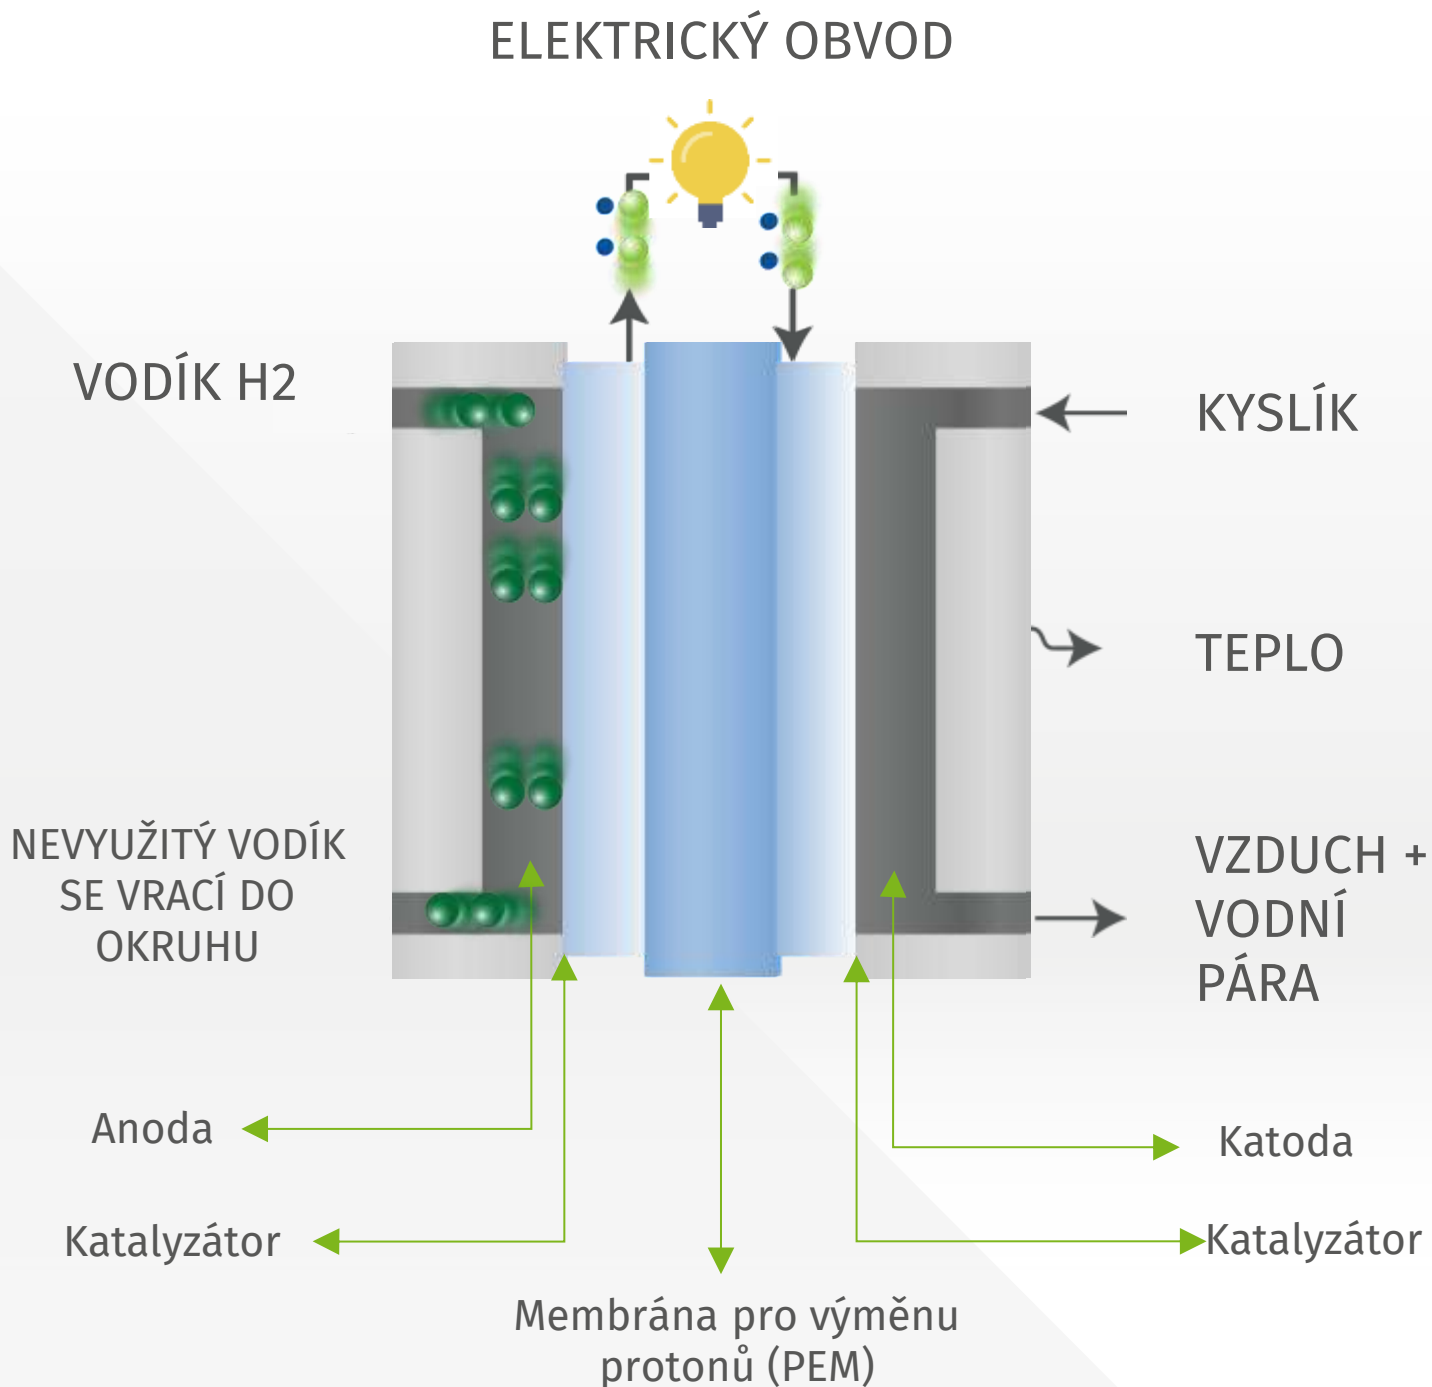 ELEKTRICKÝ OBVOD
VODÍK H2
KYSLÍK
TEPLO
NEVYUŽITÝ VODÍK
SE VRACÍ DO
OKRUHU
VZDUCH +
VODNÍ
PÁRA
Anoda
Katoda
Katalyzátor
Katalyzátor
Membrána pro výměnu
protonů (PEM)